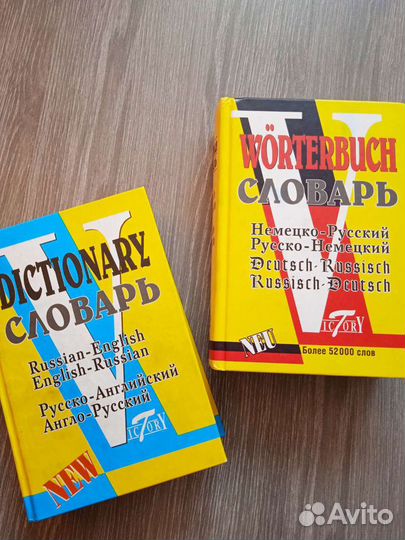 DICTIONARY
СЛОВАРЬ
Russian-English
English-Russian
Русско-Английский
Англо-Русский
VICTORY
NEW
WÖRTERBUCH
СЛОВАРЬ
Немецко-Русский
Русско-Немецкий
Deutsch-Russisch
Russisch-Deutsch
VICTORY
NEU
Более 52000 слов
Avito